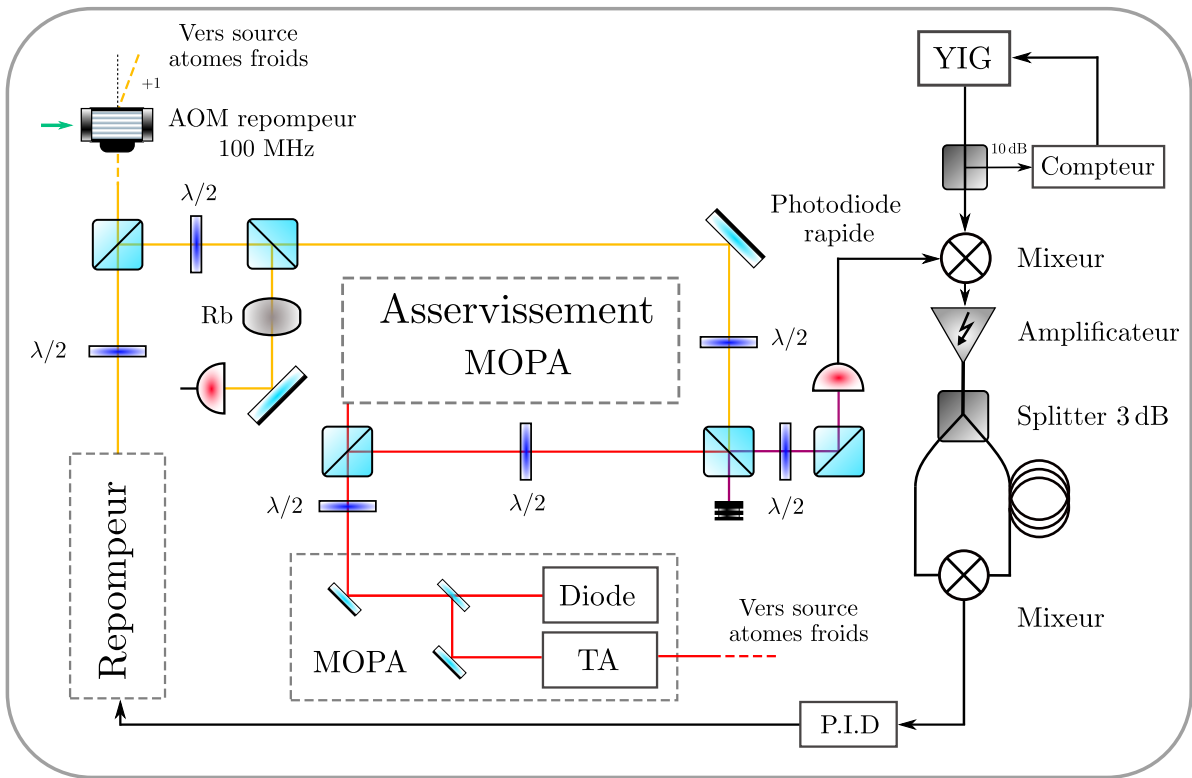 Vers source
atomes froids
+1
AOM repompeur
100 MHz
λ/2
YIG
10 dB
Compteur
Photodiode
rapide
Mixeur
Rb
Asservissement
MOPA
λ/2
λ/2
Amplificateur
Splitter 3 dB
λ/2
λ/2
λ/2
Repompeur
Diode
MOPA
TA
Vers source
atomes froids
Mixeur
P.I.D